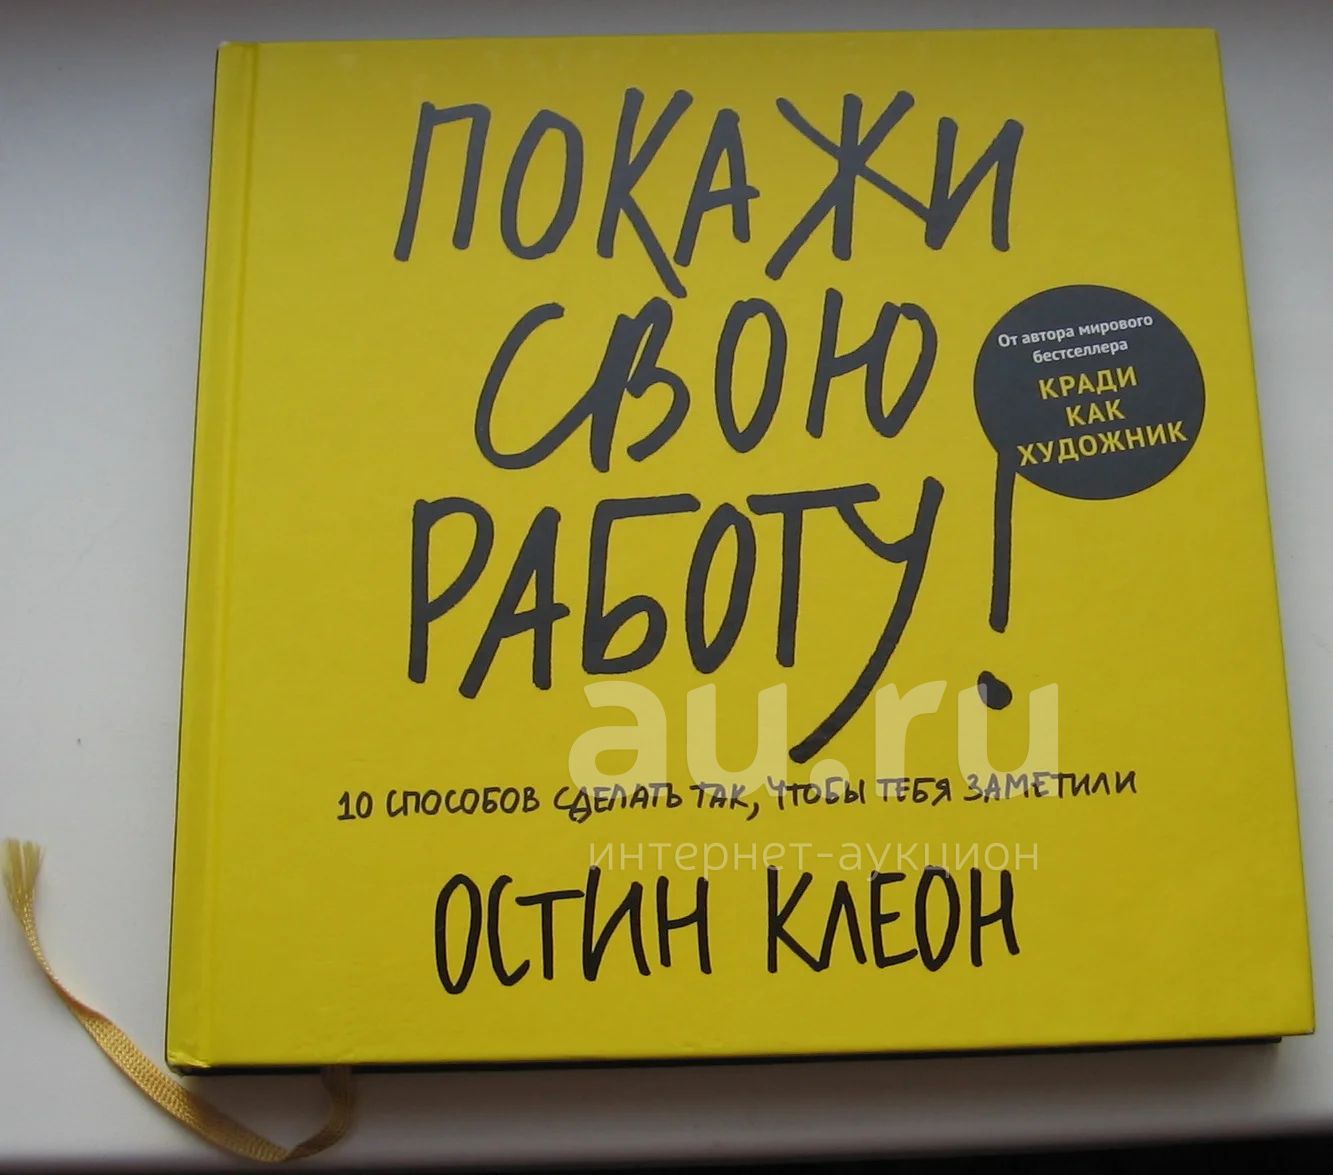 ПОКАЖИ
СВОЮ
РАБОТУ!
От автора мирового
бестселлера
КРАДИ
КАК
ХУДОЖНИК
au.ru
10 СПОСОБОВ СДЕЛАТЬ ТАК, ЧТОБЫ ТЕБЯ ЗАМЕТИЛИ
интернет-аукцион
ОСТИН КЛЕОН